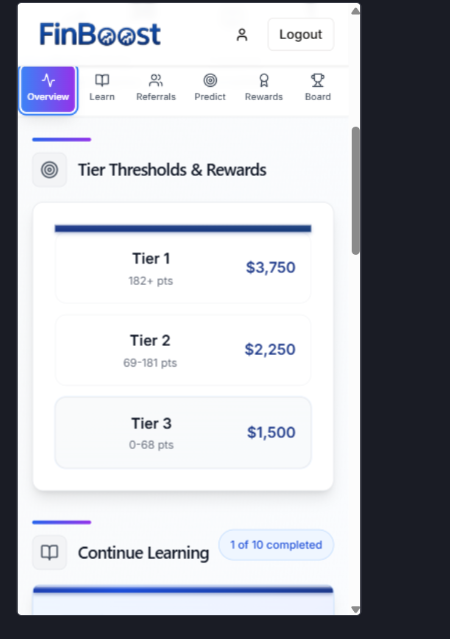 FinBoost
Logout
Overview
Learn
Referrals
Predict
Rewards
Board
Tier Thresholds & Rewards
Tier 1
$3,750
182+ pts
Tier 2
$2,250
69-181 pts
Tier 3
$1,500
0-68 pts
Continue Learning
1 of 10 completed